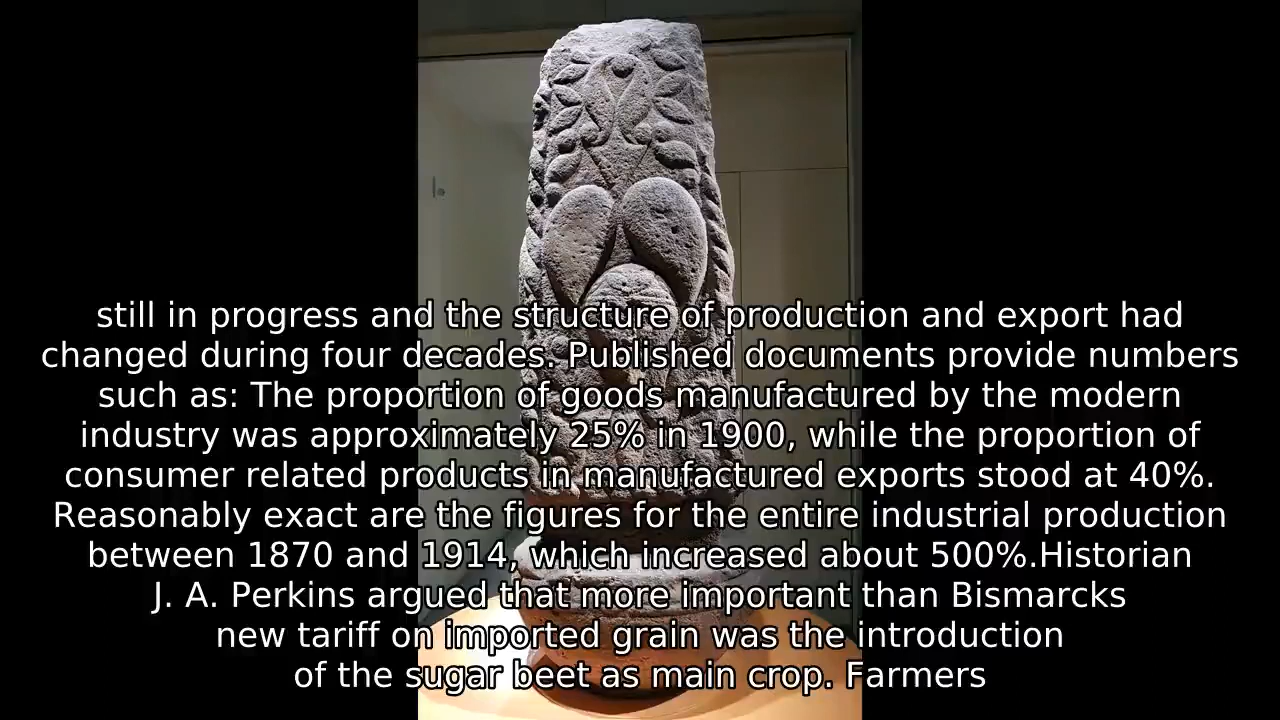 still in progress and the structure of production and export had
changed during four decades. Published documents provide numbers
such as: The proportion of goods manufactured by the modern
industry was approximately 25% in 1900, while the proportion of
consumer related products in manufactured exports stood at 40%.
Reasonably exact are the figures for the entire industrial production
between 1870 and 1914, which increased about 500%.Historian
J. A. Perkins argued that more important than Bismarcks
new tariff on imported grain was the introduction
of the sugar beet as main crop. Farmers